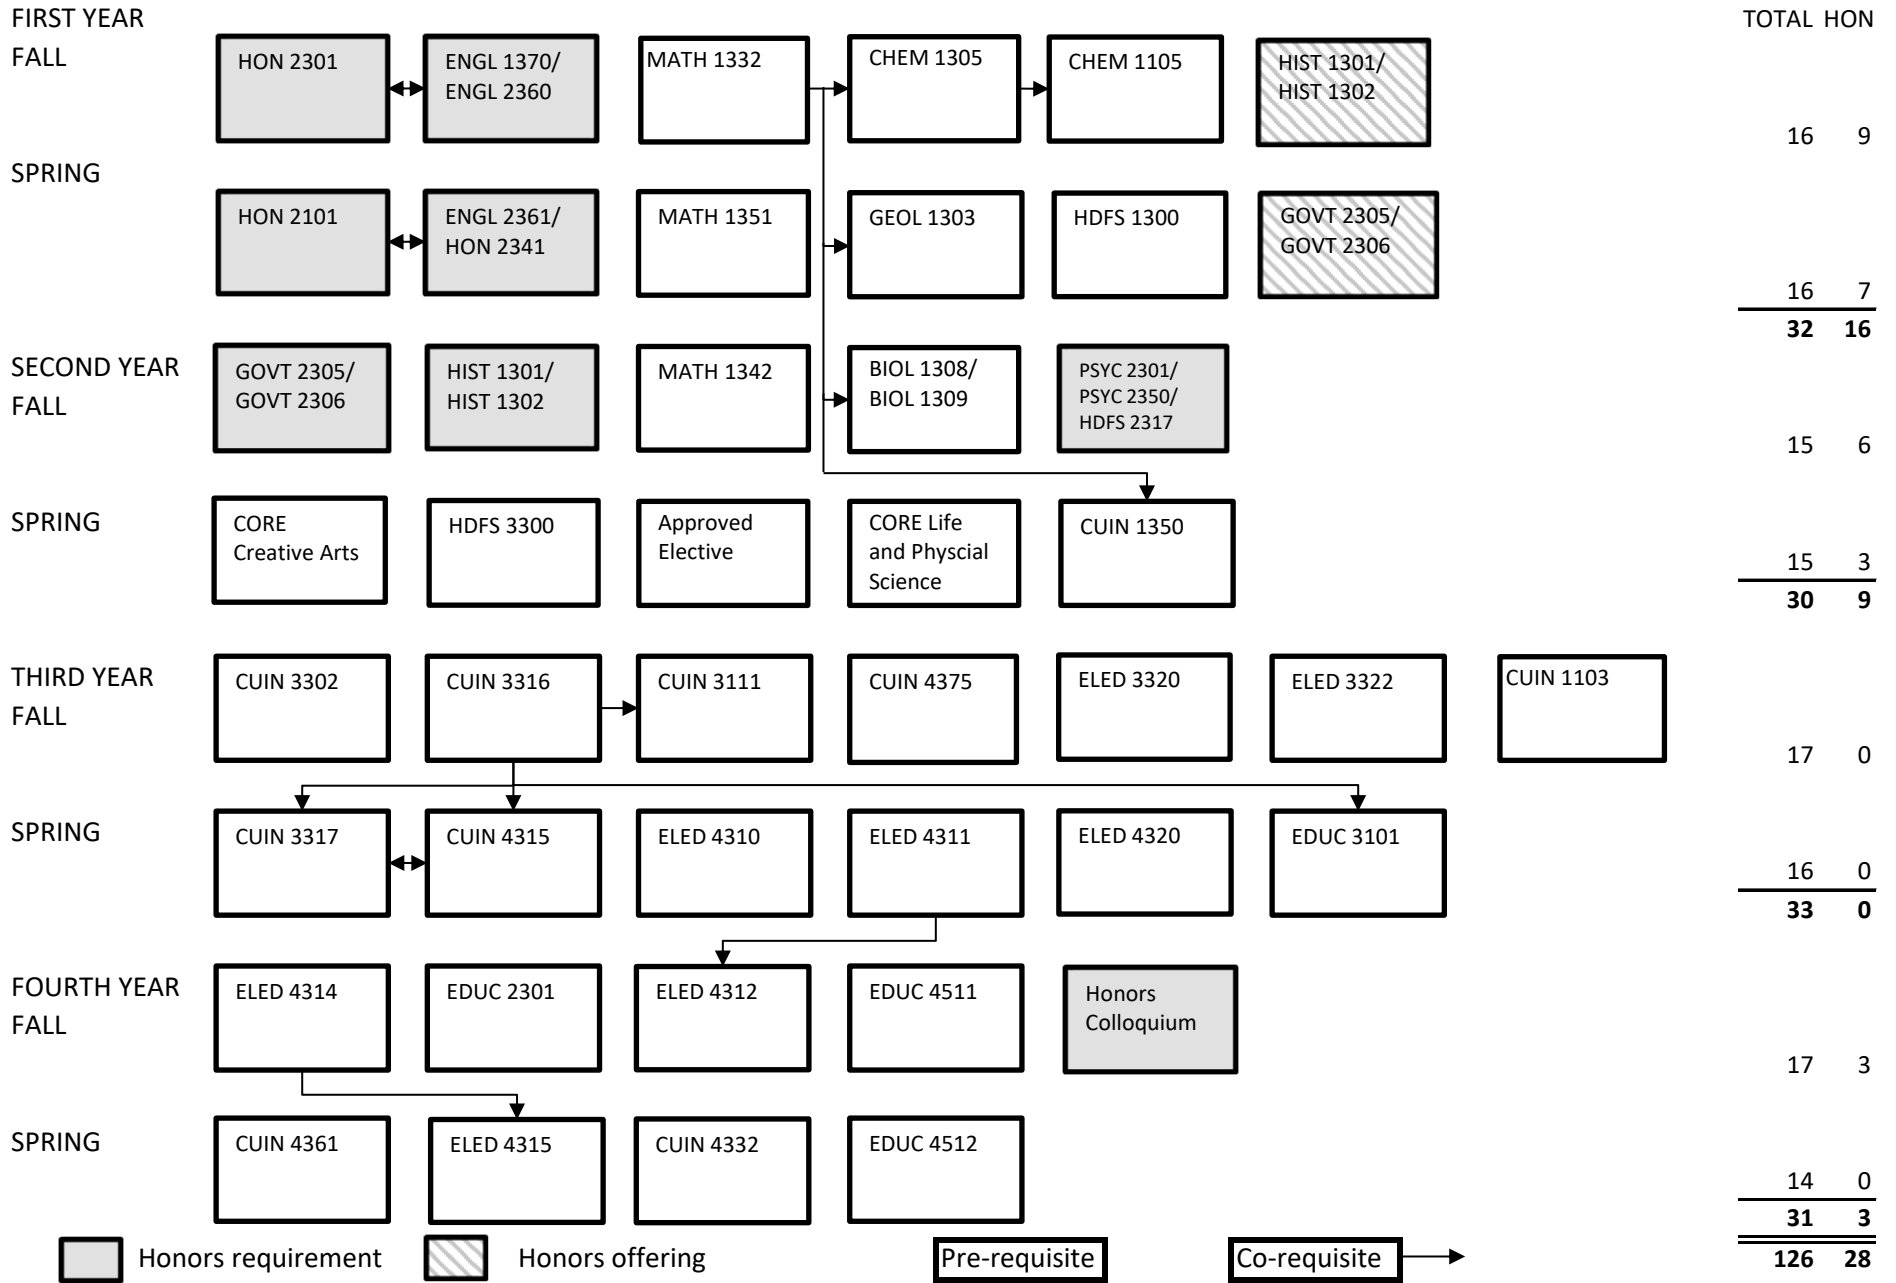 FIRST YEAR
TOTAL HON
FALL
HON 2301
ENGL 1370/
ENGL 2360
MATH 1332
CHEM 1305
CHEM 1105
HIST 1301/
HIST 1302
16 9
SPRING
HON 2101
ENGL 2361/
HON 2341
MATH 1351
GEOL 1303
HDFS 1300
GOVT 2305/
GOVT 2306
16 7
32 16
SECOND YEAR
FALL
GOVT 2305/
GOVT 2306
HIST 1301/
HIST 1302
MATH 1342
BIOL 1308/
BIOL 1309
PSYC 2301/
PSYC 2350/
HDFS 2317
15 6
SPRING
CORE
Creative Arts
HDFS 3300
Approved
Elective
CORE Life
and Physcial
Science
CUIN 1350
15 3
30 9
THIRD YEAR
FALL
CUIN 3302
CUIN 3316
CUIN 3111
CUIN 4375
ELED 3320
ELED 3322
CUIN 1103
17 0
SPRING
CUIN 3317
CUIN 4315
ELED 4310
ELED 4311
ELED 4320
EDUC 3101
16 0
33 0
FOURTH YEAR
FALL
ELED 4314
EDUC 2301
ELED 4312
EDUC 4511
Honors
Colloquium
17 3
SPRING
CUIN 4361
ELED 4315
CUIN 4332
EDUC 4512
14 0
31 3
Honors requirement
Honors offering
Pre-requisite
Co-requisite
126 28